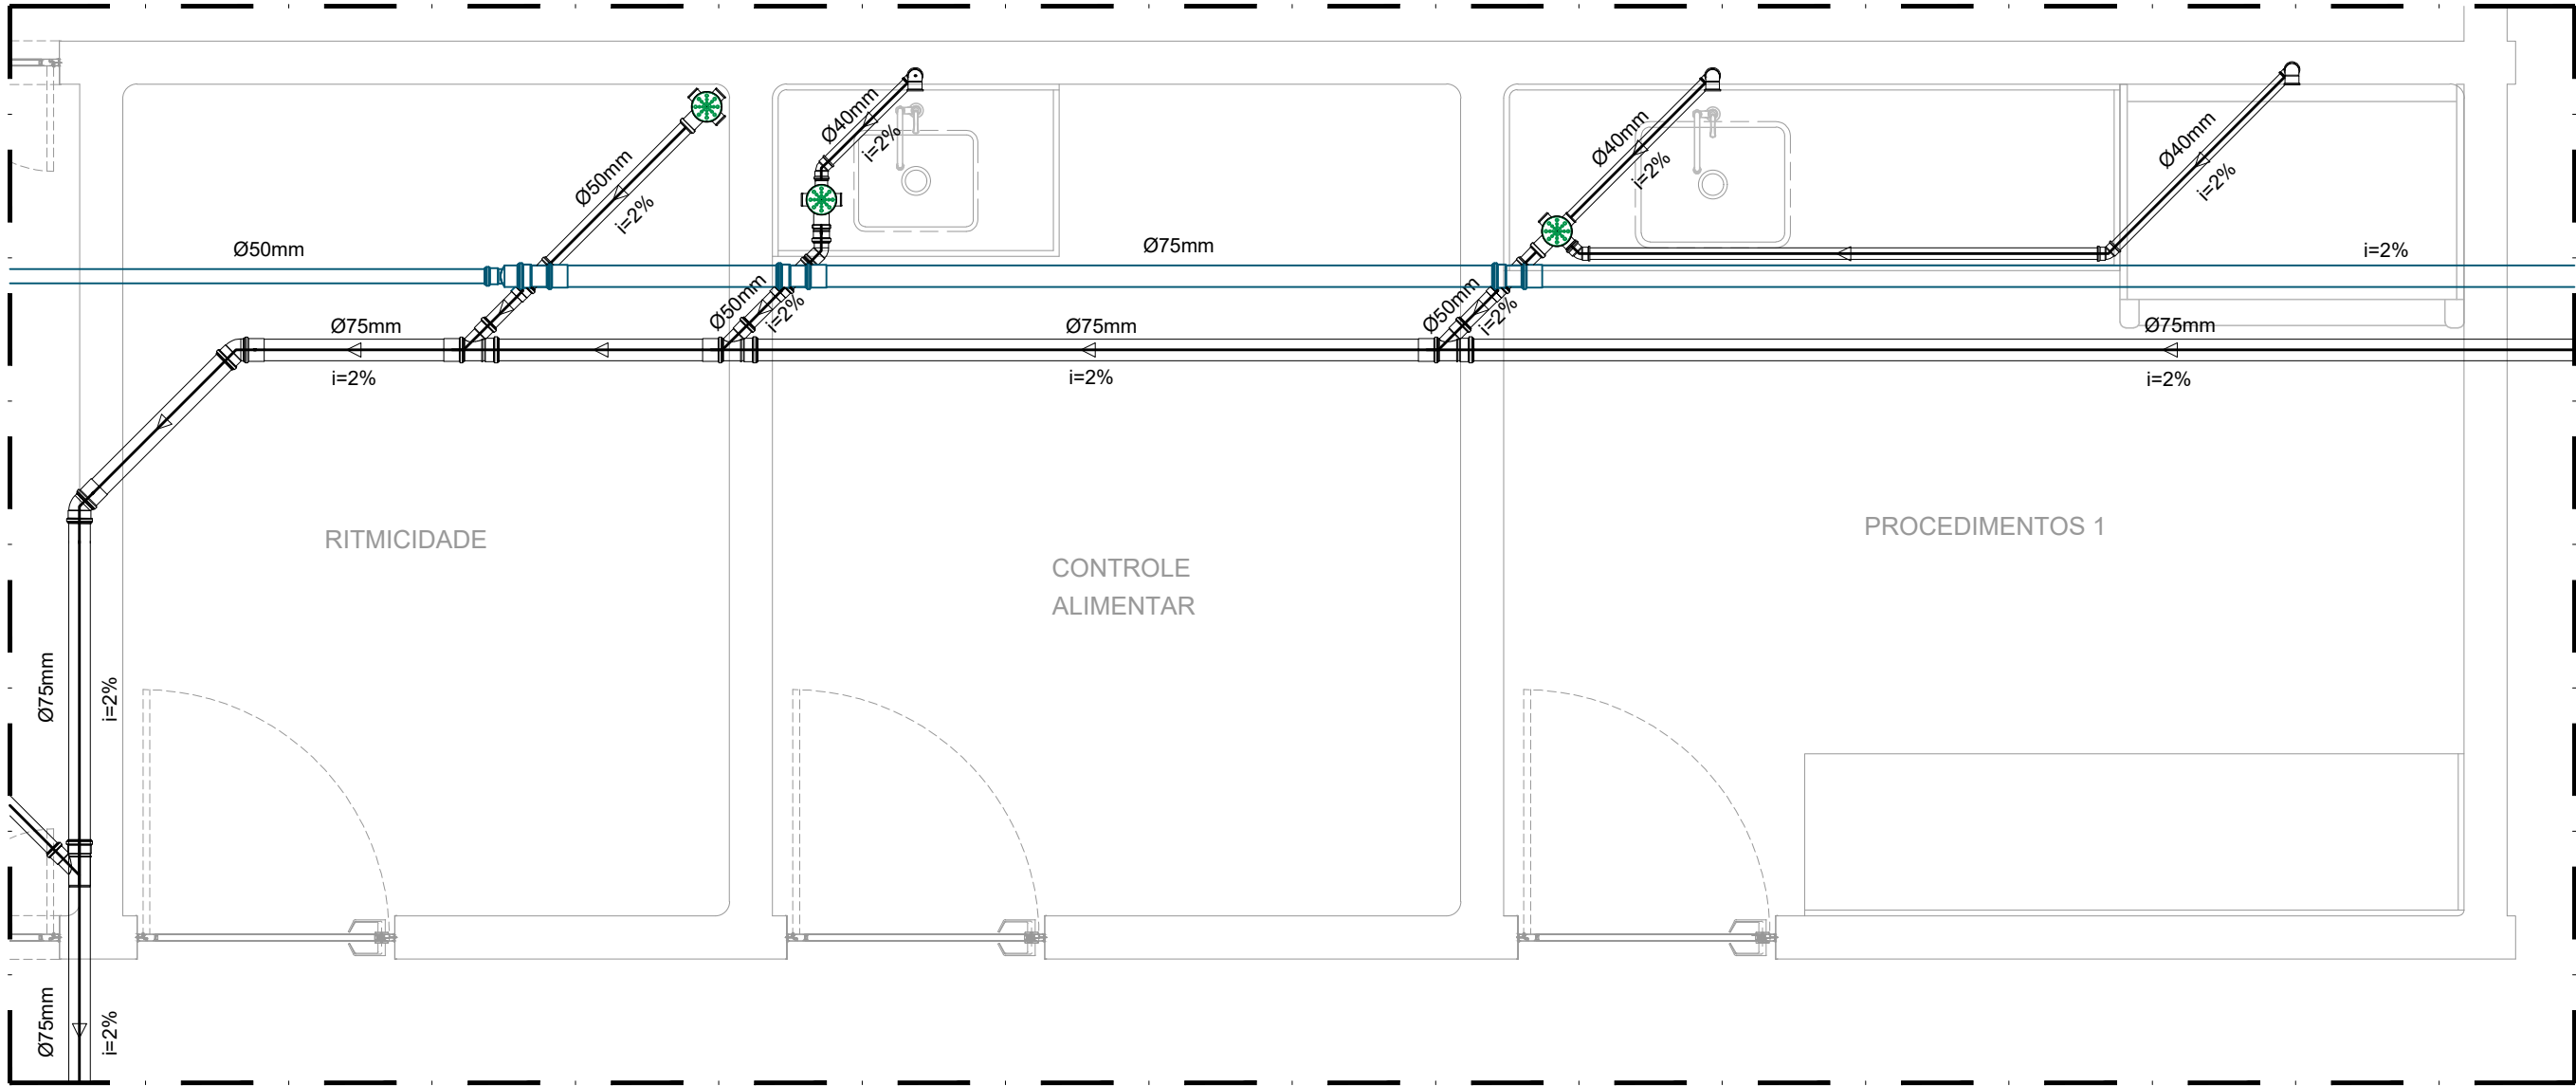 Ø40mm
i=2%
Ø40mm
i=2%
Ø40mm
i=2%
Ø50mm
i=2%
Ø50mm
Ø75mm
i=2%
Ø50mm
i=2%
Ø50mm
i=2%
Ø75mm
i=2%
Ø75mm
i=2%
Ø75mm
i=2%
RITMICIDADE
CONTROLE
ALIMENTAR
PROCEDIMENTOS 1
Ø75mm
i=2%
Ø75mm
i=2%